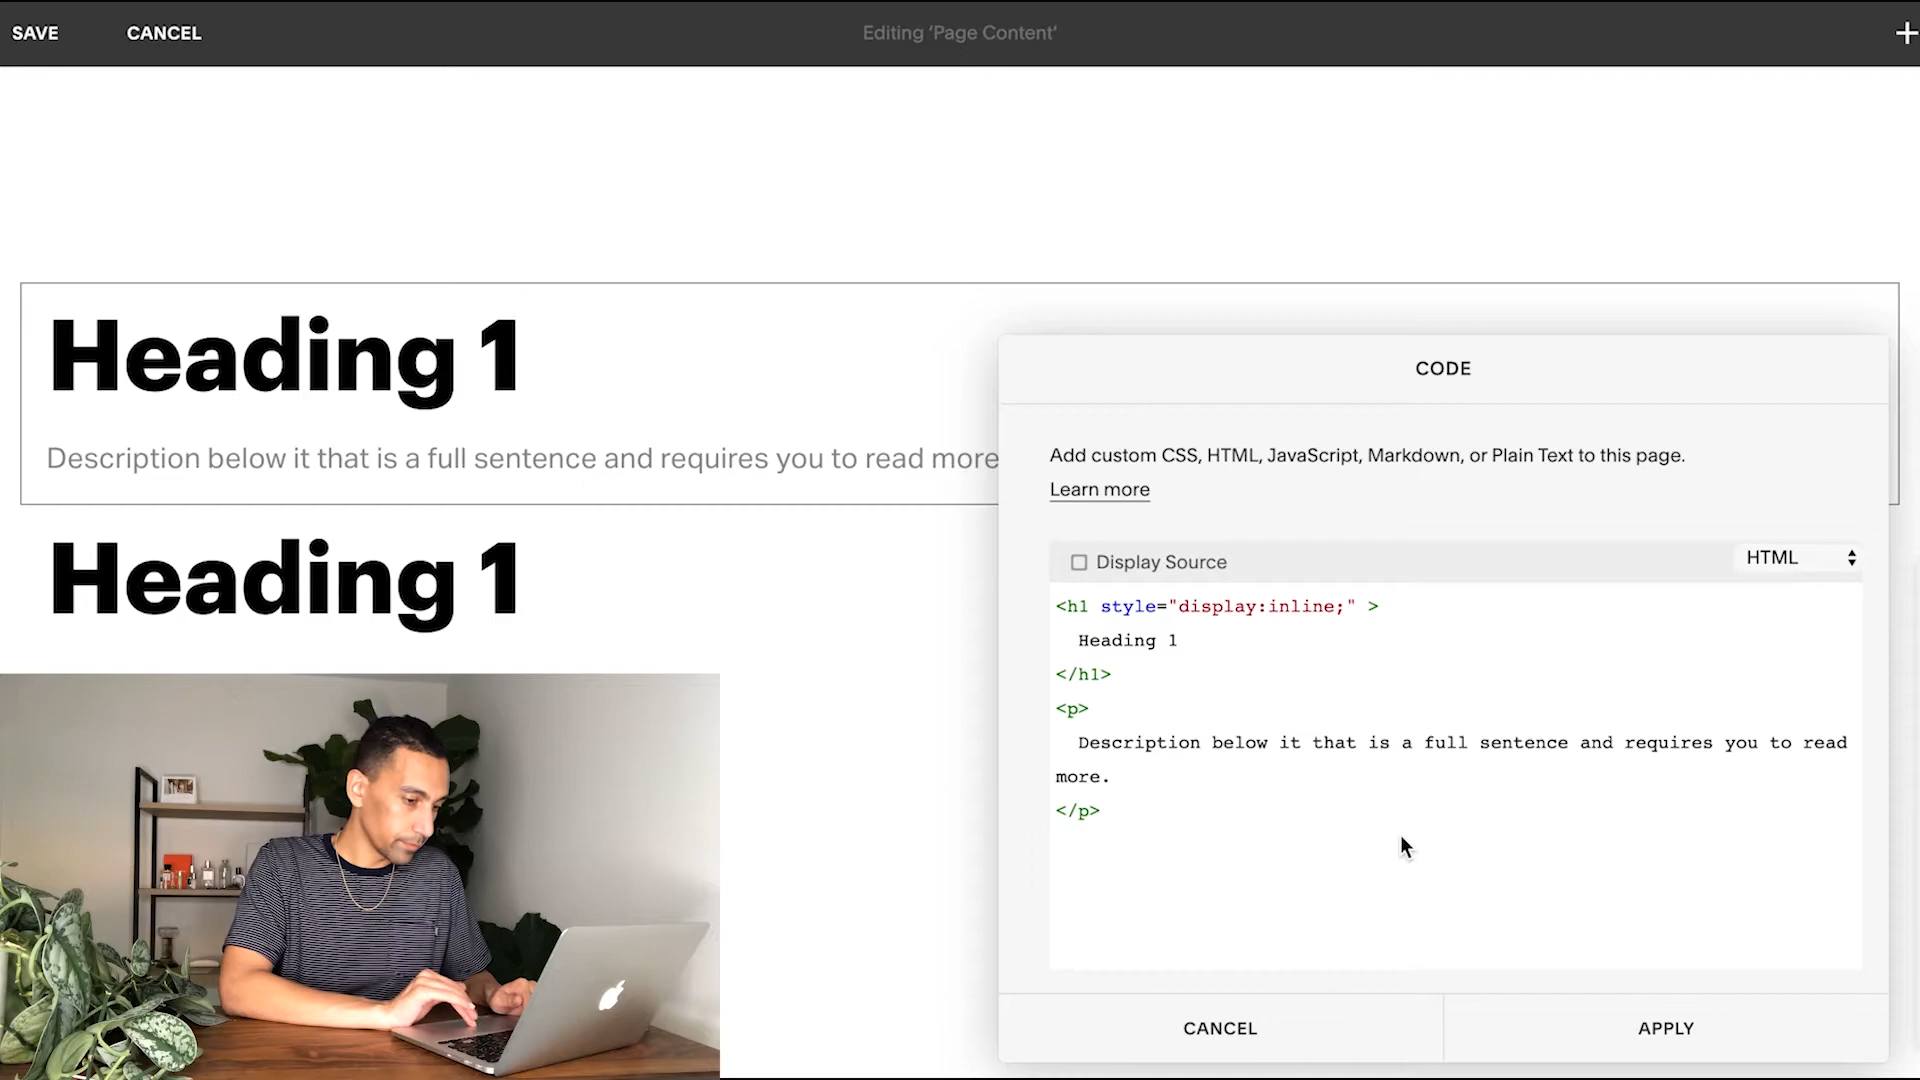 SAVE
CANCEL
Editing ‘Page Content’
+
Heading 1
Description below it that is a full sentence and requires you to read more
Heading 1
CODE
Add custom CSS, HTML, JavaScript, Markdown, or Plain Text to this page.
Learn more
Display Source
HTML
<h1 style="display:inline;" >
Heading 1
</h1>
<p>
Description below it that is a full sentence and requires you to read
more.
</p>
CANCEL
APPLY